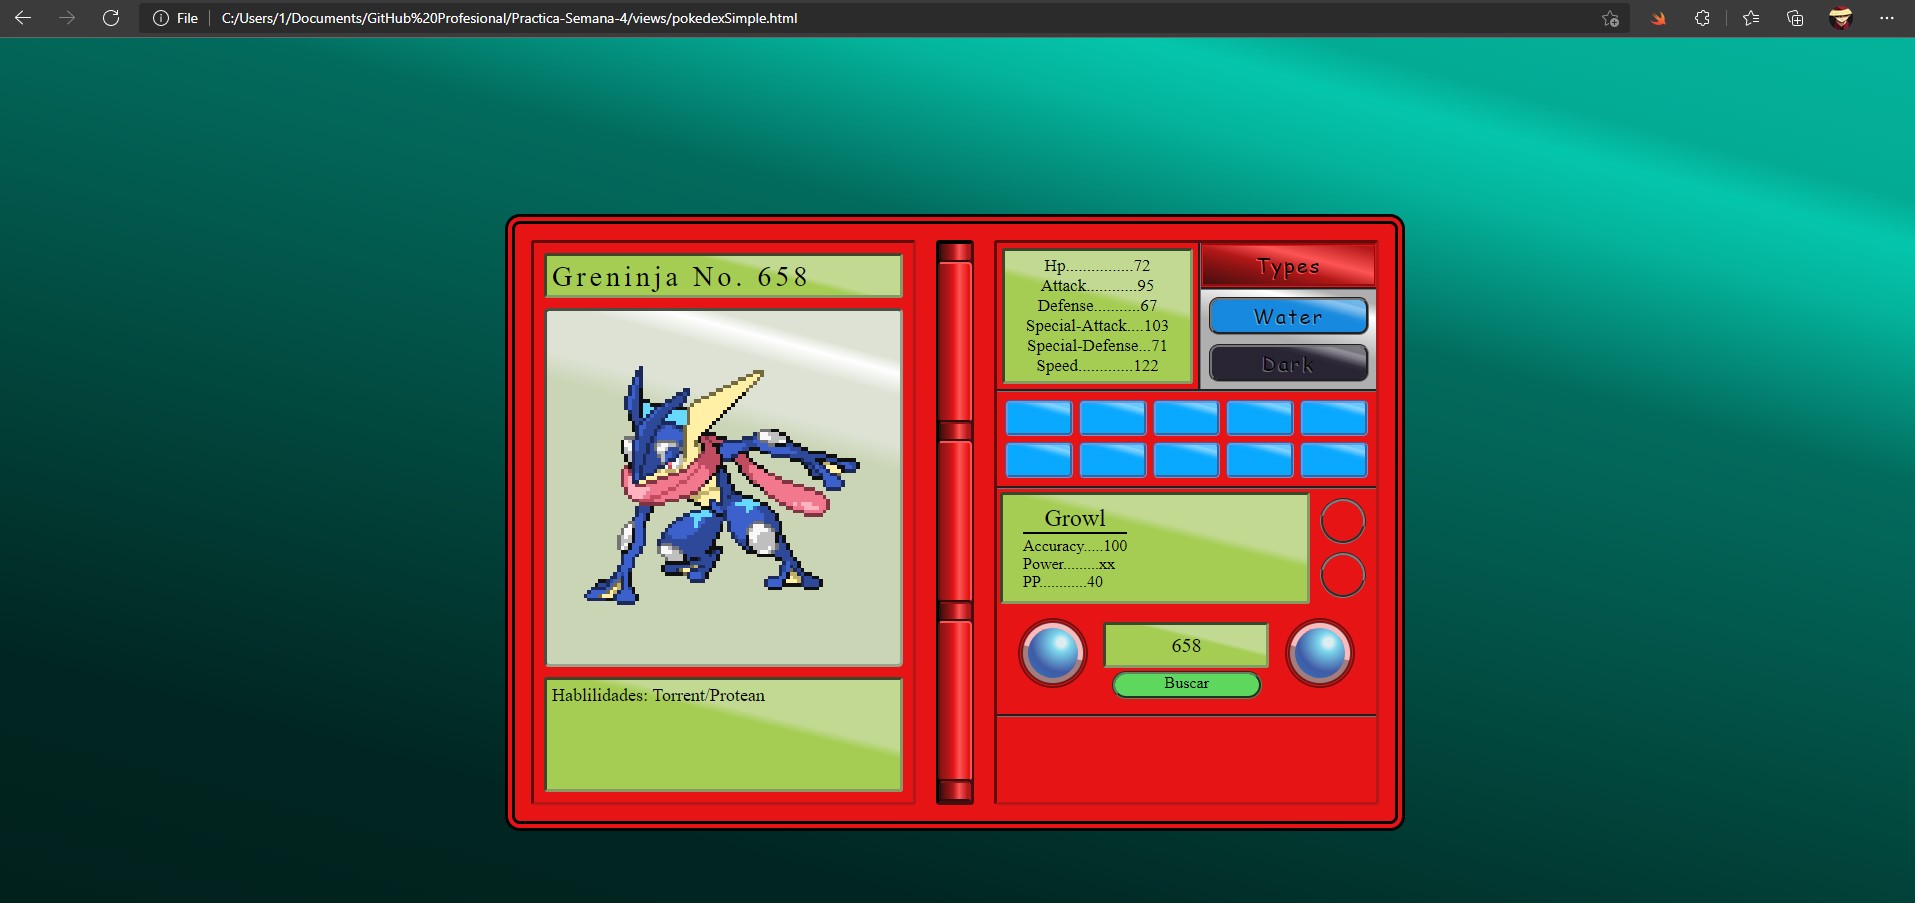 File
C:/Users/1/Documents/GitHub%20Profesional/Practica-Semana-4/views/pokedexSimple.html
Greninja No. 658
Hablilidades: Torrent/Protean
Hp................72
Attack............95
Defense...........67
Special-Attack....103
Special-Defense...71
Speed.............122
Types
Water
Dark
Growl
Accuracy.....100
Power.........xx
PP...........40
658
Buscar